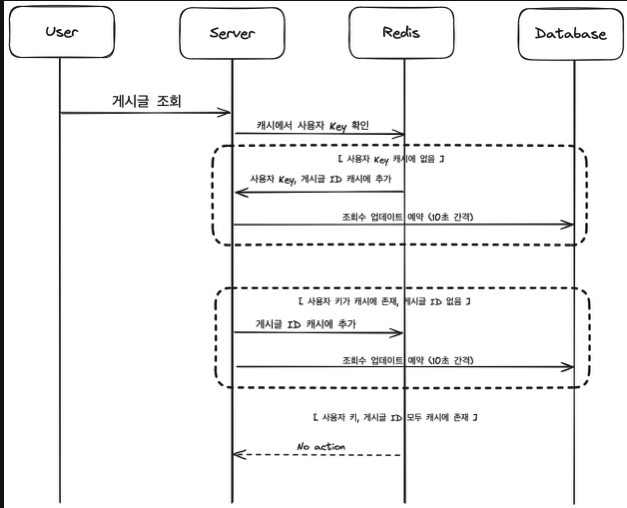 User
Server
Redis
Database
게시글 조회
캐시에서 사용자 Key 확인
[ 사용자 Key 캐시에 없음 ]
사용자 Key, 게시글 ID 캐시에 추가
조회수 업데이트 예약 (10초 간격)
[ 사용자 키가 캐시에 존재, 게시글 ID 없음 ]
게시글 ID 캐시에 추가
조회수 업데이트 예약 (10초 간격)
[ 사용자 키, 게시글 ID 모두 캐시에 존재 ]
No action